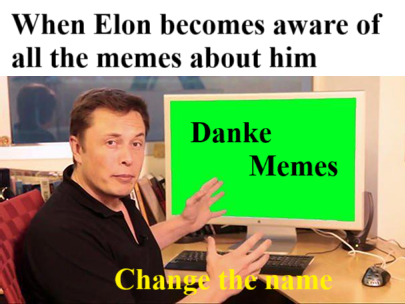 When Elon becomes aware of
all the memes about him
Danke
Memes
Change the name